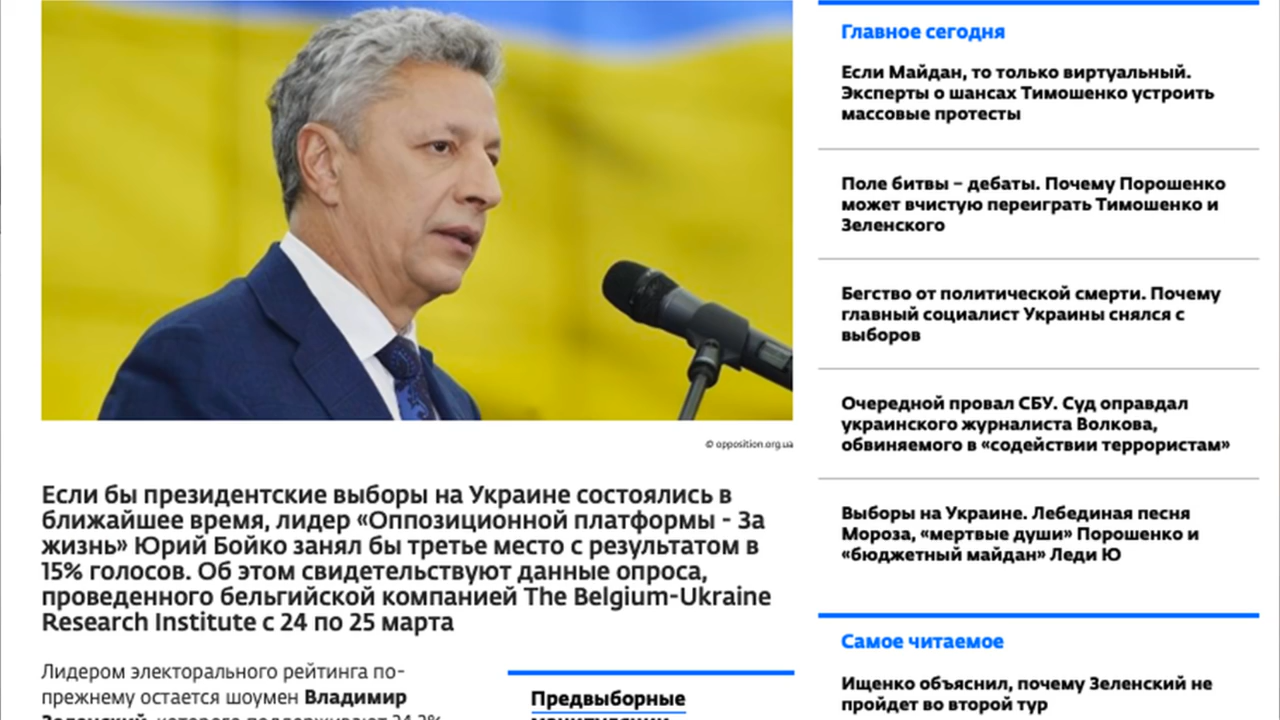 © opposition.org.ua
Если бы президентские выборы на Украине состоялись в
ближайшее время, лидер «Оппозиционной платформы - За
жизнь» Юрий Бойко занял бы третье место с результатом в
15% голосов. Об этом свидетельствуют данные опроса,
проведенного бельгийской компанией The Belgium-Ukraine
Research Institute с 24 по 25 марта
Лидером электорального рейтинга по-
прежнему остается шоумен Владимир
Предвыборные
Главное сегодня
Если Майдан, то только виртуальный.
Эксперты о шансах Тимошенко устроить
массовые протесты
Поле битвы – дебаты. Почему Порошенко
может вчистую переиграть Тимошенко и
Зеленского
Бегство от политической смерти. Почему
главный социалист Украины снялся с
выборов
Очередной провал СБУ. Суд оправдал
украинского журналиста Волкова,
обвиняемого в «содействии террористам»
Выборы на Украине. Лебединая песня
Мороза, «мертвые души» Порошенко и
«бюджетный майдан» Леди Ю
Самое читаемое
Ищенко объяснил, почему Зеленский не
пройдет во второй тур